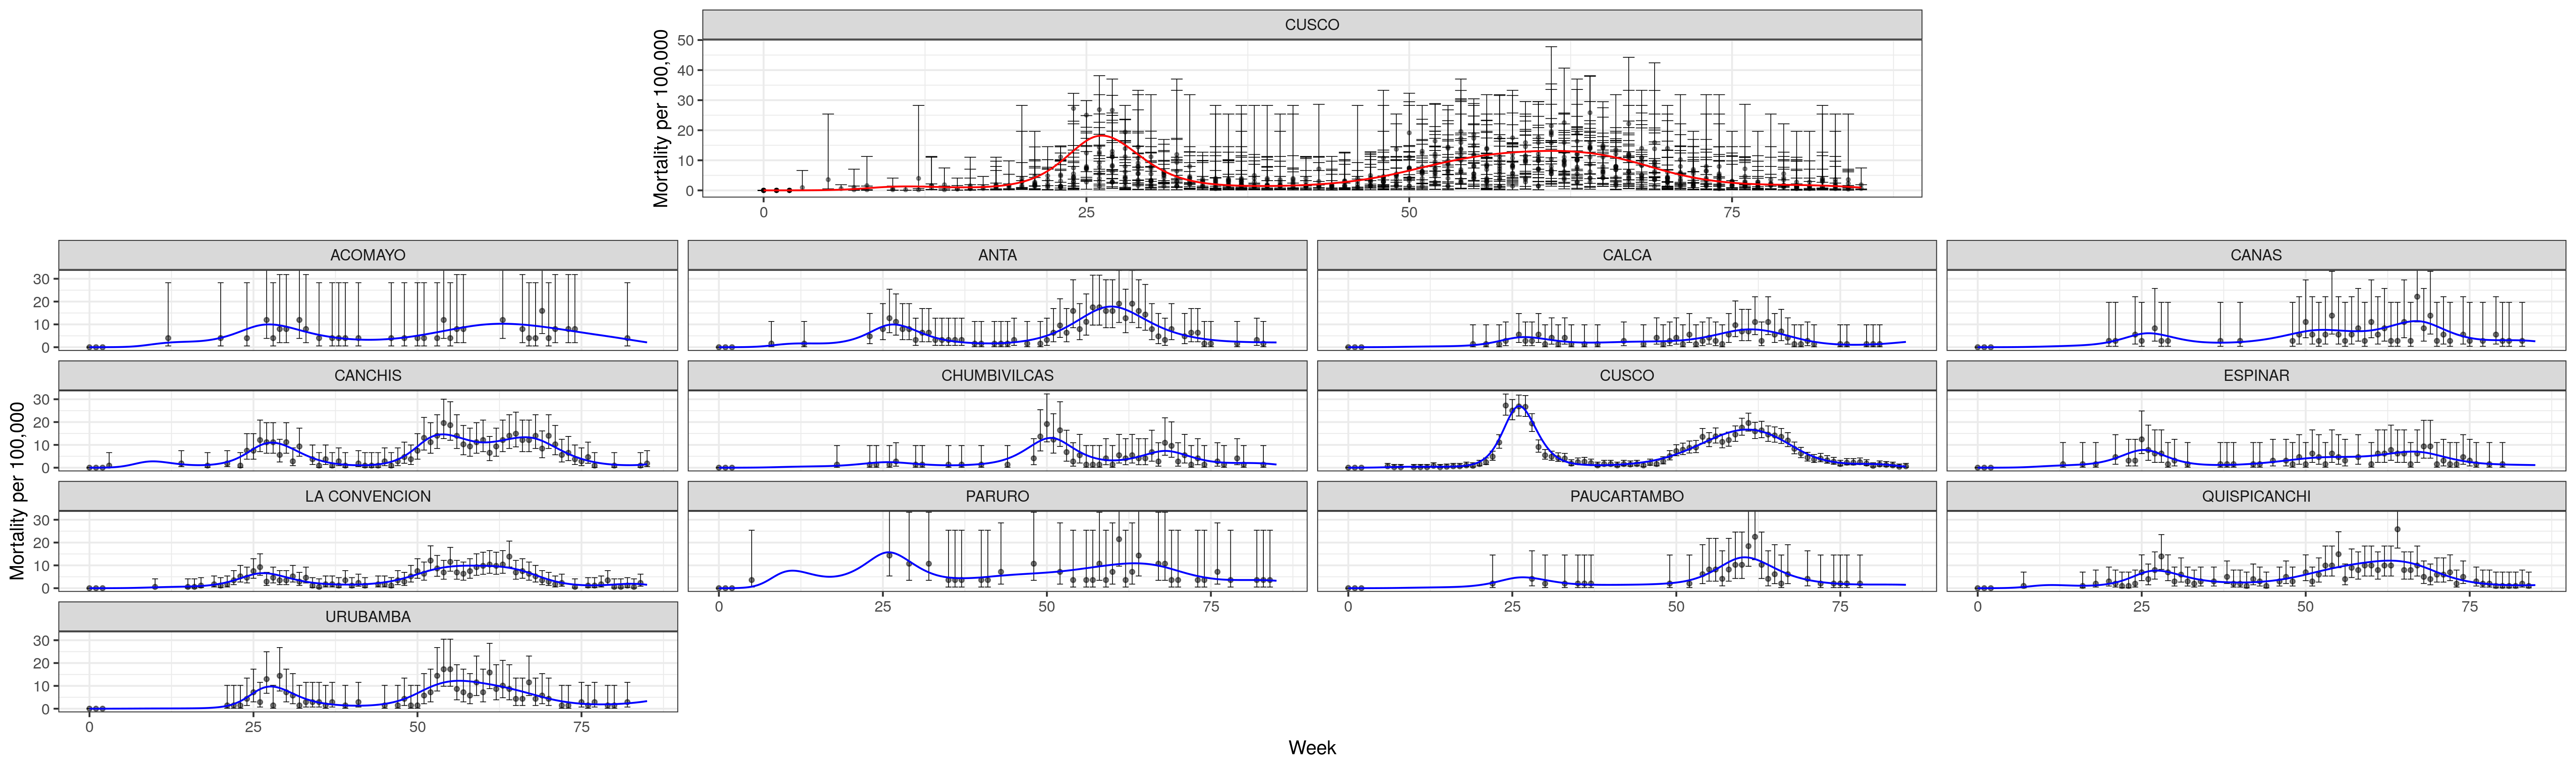 CUSCO
Mortality per 100,000
50
40
30
20
10
0
0 25 50 75
ACOMAYO ANTA CALCA CANAS
30
20
10
0
CANCHIS CHUMBIVILCAS CUSCO ESPINAR
Mortality per 100,000
30
20
10
0
LA CONVENCION PARURO PAUCARTAMBO QUISPICANCHI
30
20
10
0
0 25 50 75 0 25 50 75 0 25 50 75
URUBAMBA
30
20
10
0
0 25 50 75
Week